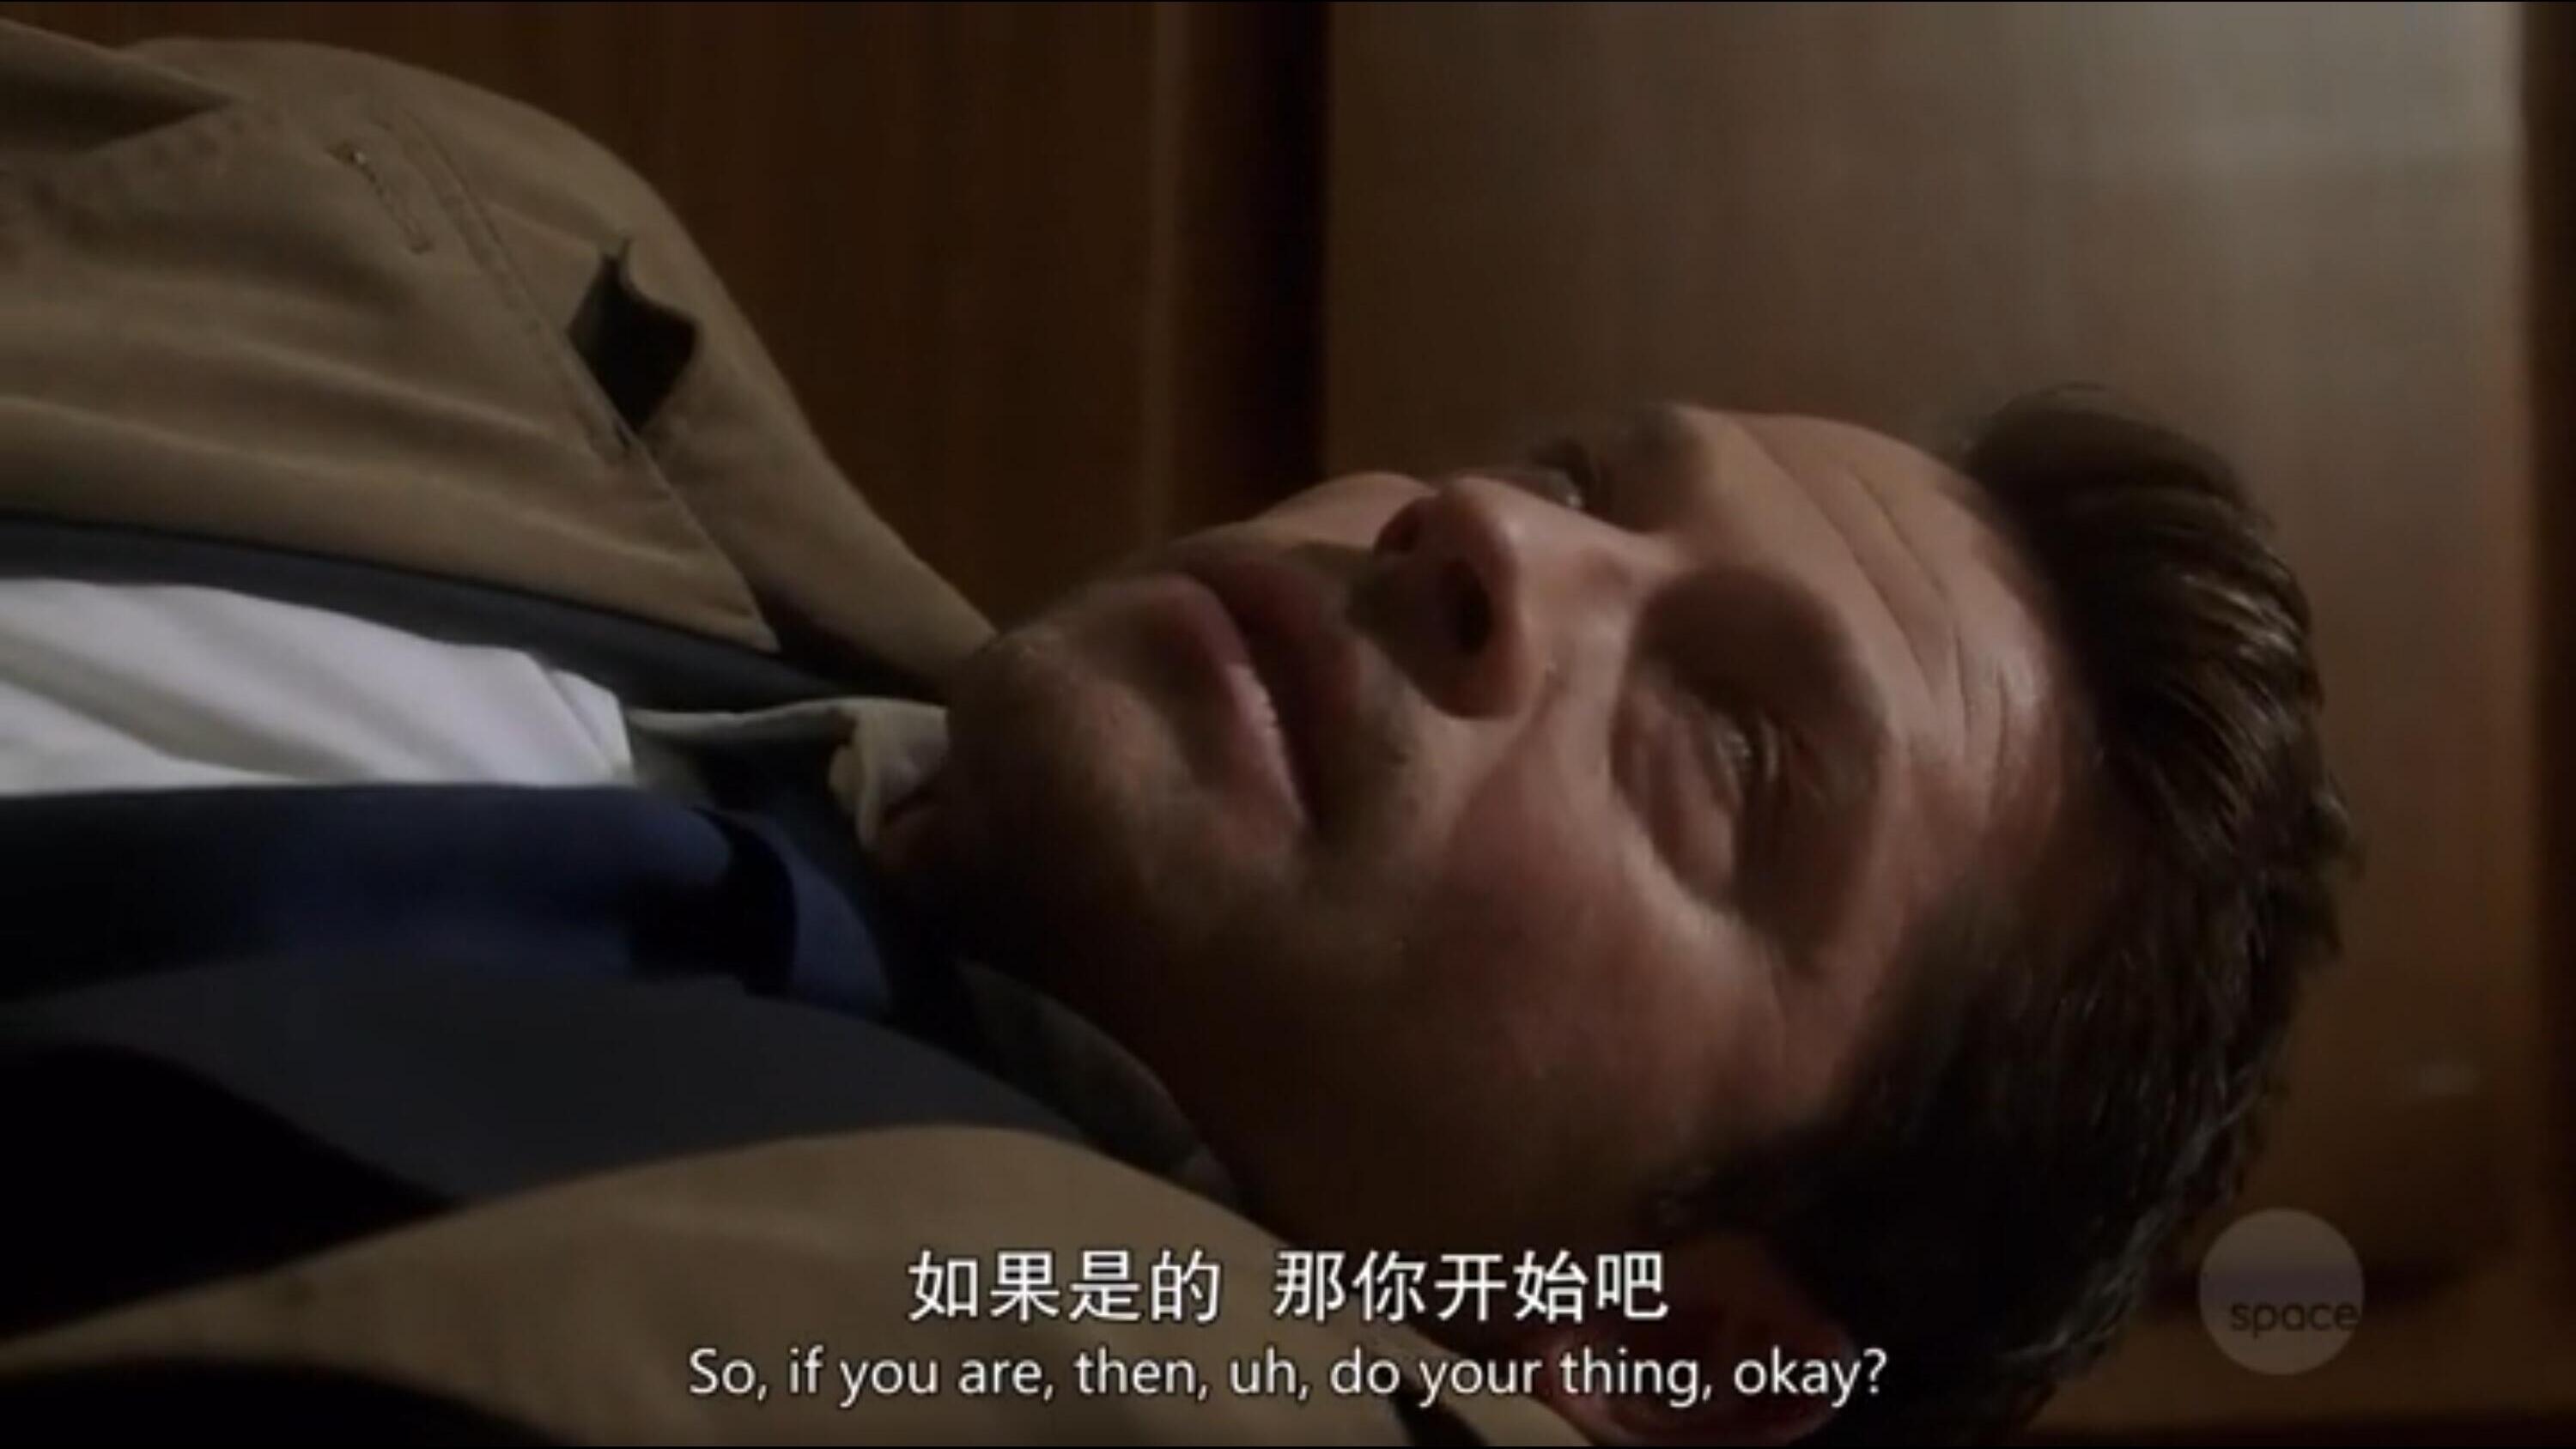 如果是的 那你开始吧
So, if you are, then, uh, do your thing, okay?
space